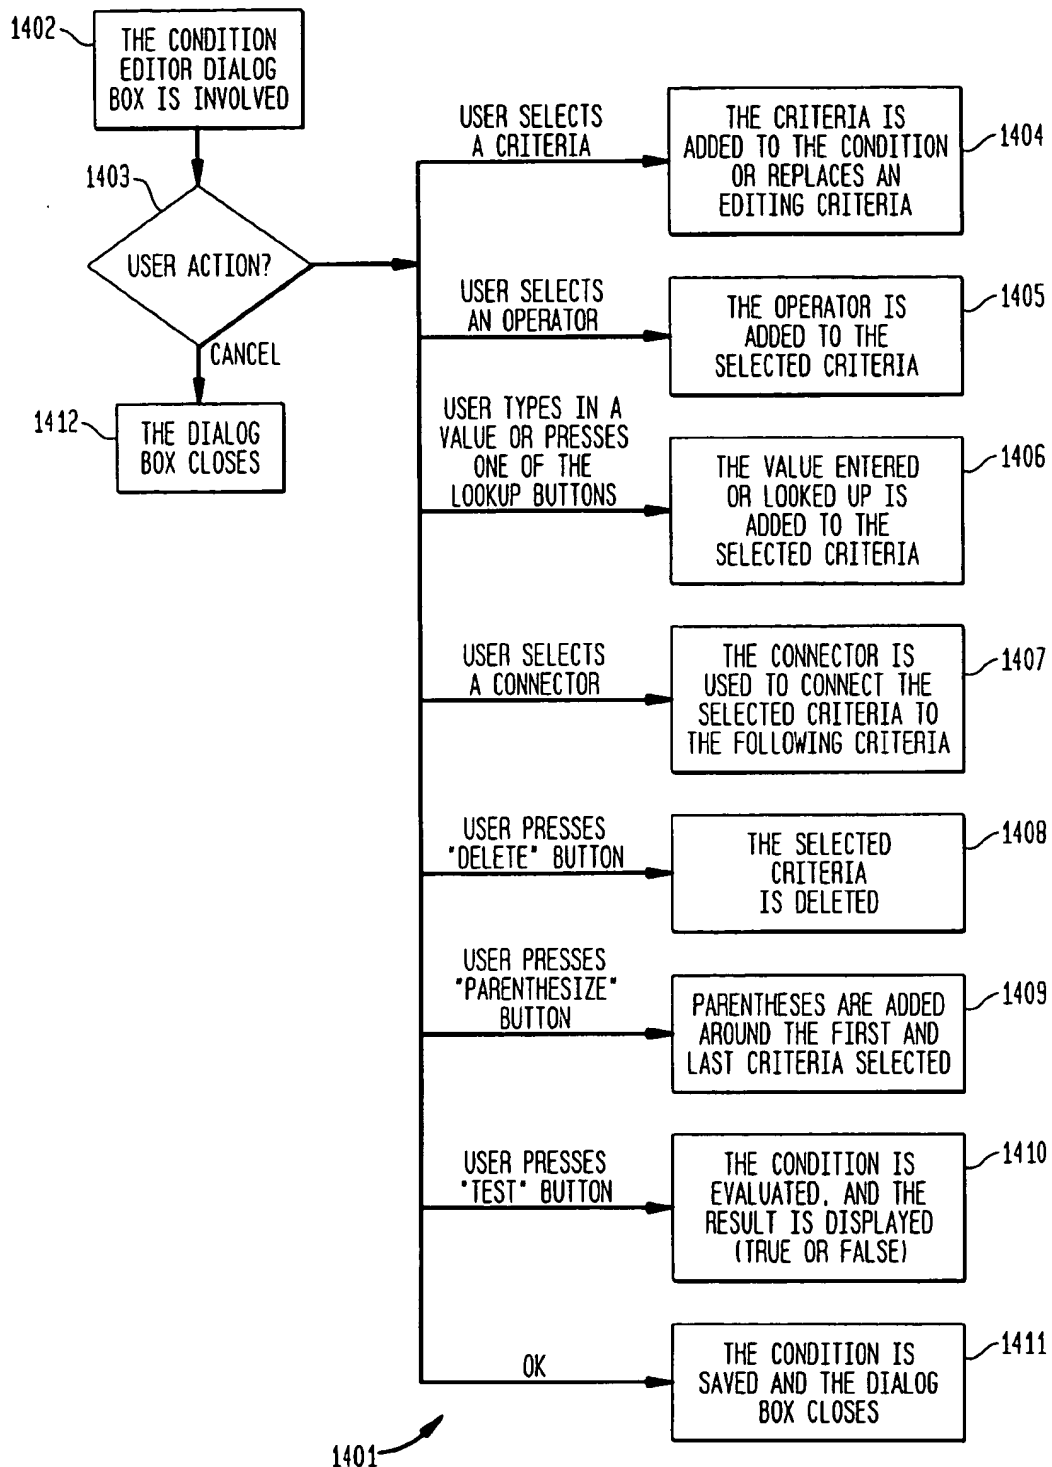 1402
THE CONDITION
EDITOR DIALOG
BOX IS INVOLVED
1403
USER ACTION?
CANCEL
1412
THE DIALOG
BOX CLOSES
USER SELECTS
A CRITERIA
THE CRITERIA IS
ADDED TO THE CONDITION
OR REPLACES AN
EDITING CRITERIA
1404
USER SELECTS
AN OPERATOR
THE OPERATOR IS
ADDED TO THE
SELECTED CRITERIA
1405
USER TYPES IN A
VALUE OR PRESSES
ONE OF THE
LOOKUP BUTTONS
THE VALUE ENTERED
OR LOOKED UP IS
ADDED TO THE
SELECTED CRITERIA
1406
USER SELECTS
A CONNECTOR
THE CONNECTOR IS
USED TO CONNECT THE
SELECTED CRITERIA TO
THE FOLLOWING CRITERIA
1407
USER PRESSES
"DELETE" BUTTON
THE SELECTED
CRITERIA
IS DELETED
1408
USER PRESSES
"PARENTHESIZE"
BUTTON
PARENTHESES ARE ADDED
AROUND THE FIRST AND
LAST CRITERIA SELECTED
1409
USER PRESSES
"TEST" BUTTON
THE CONDITION IS
EVALUATED, AND THE
RESULT IS DISPLAYED
(TRUE OR FALSE)
1410
OK
THE CONDITION IS
SAVED AND THE DIALOG
BOX CLOSES
1411
1401